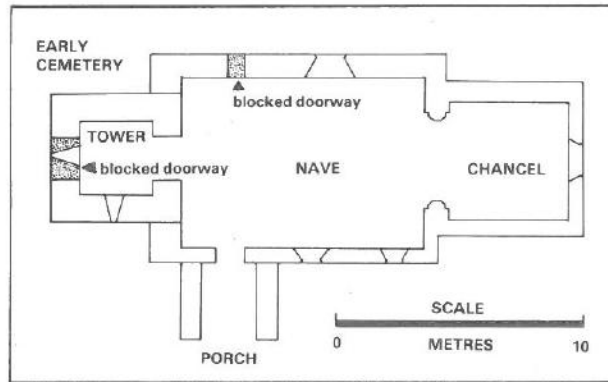 EARLY
CEMETERY
blocked doorway
TOWER
blocked doorway
NAVE
CHANCEL
SCALE
0 METRES 10
PORCH